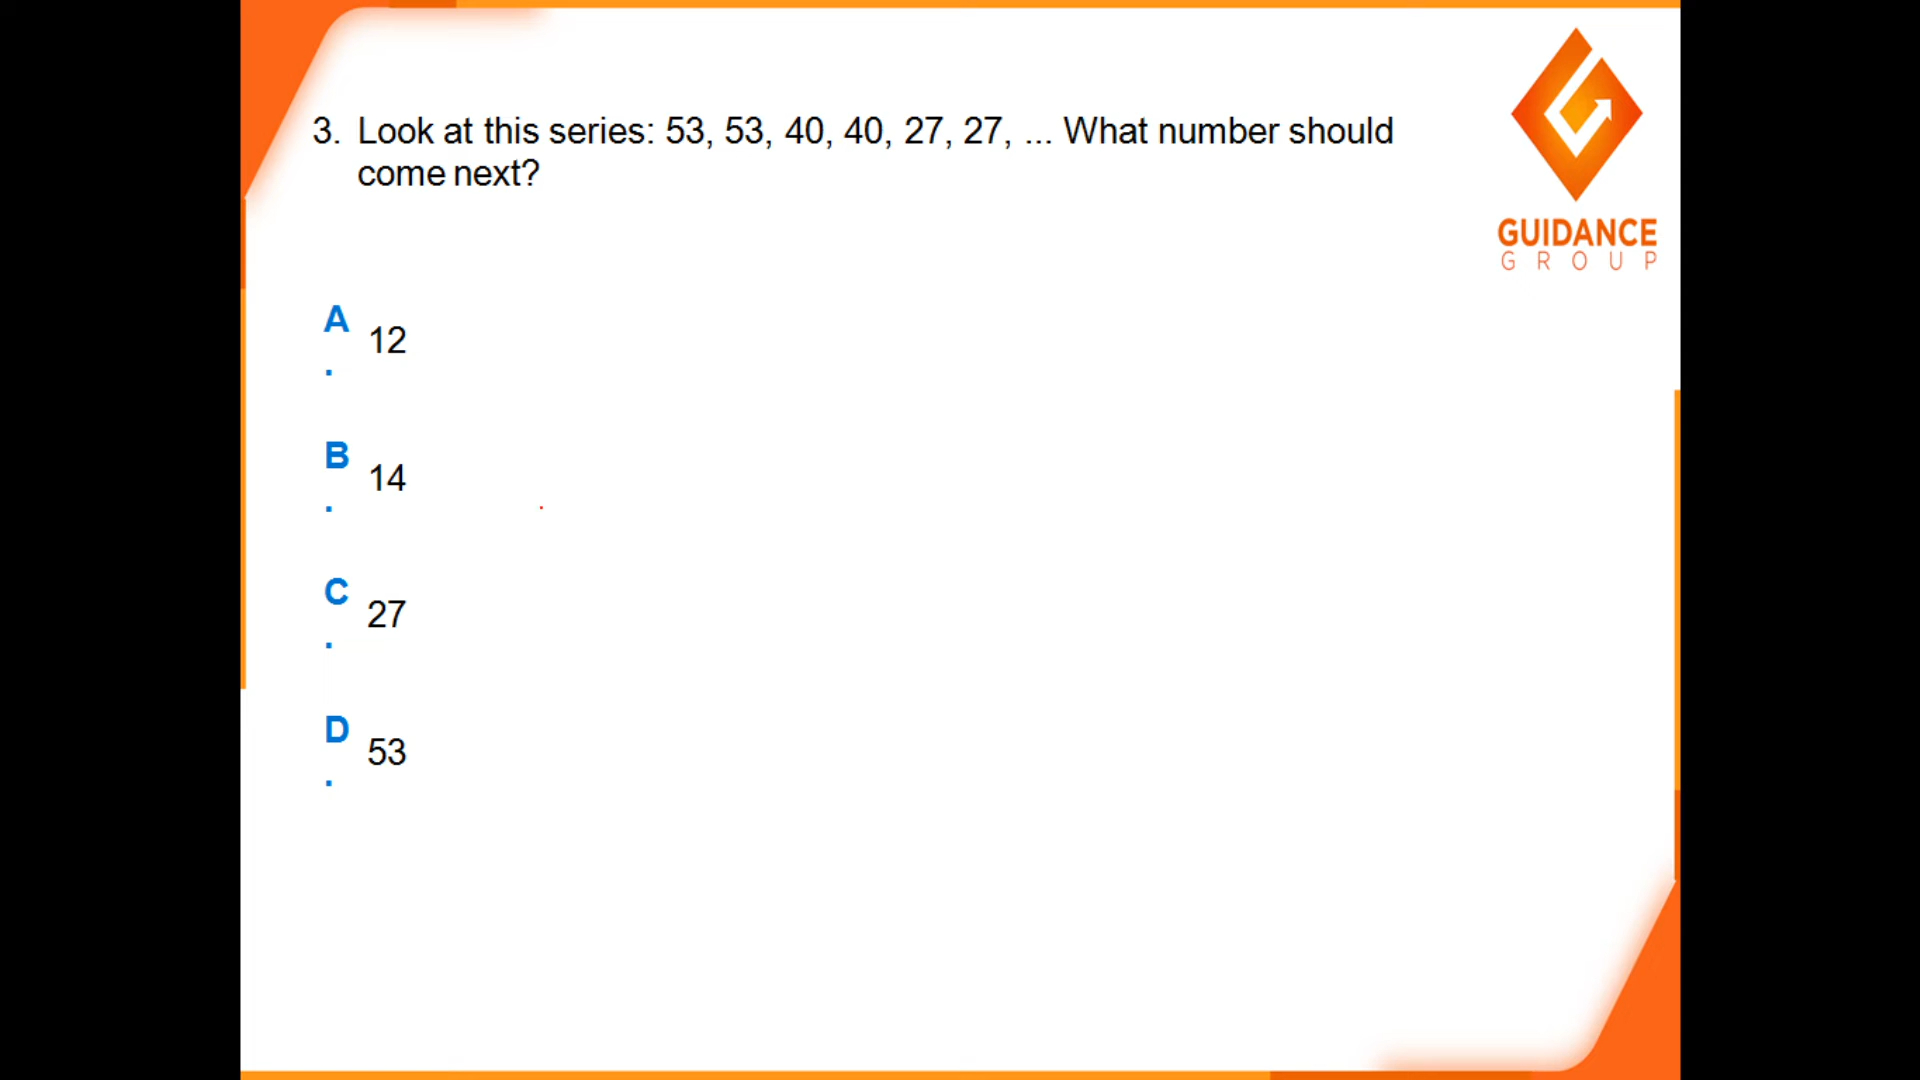 3. Look at this series: 53, 53, 40, 40, 27, 27, ... What number should
come next?
GUIDANCE
GROUP
A
.
12
B
.
14
C
.
27
D
.
53